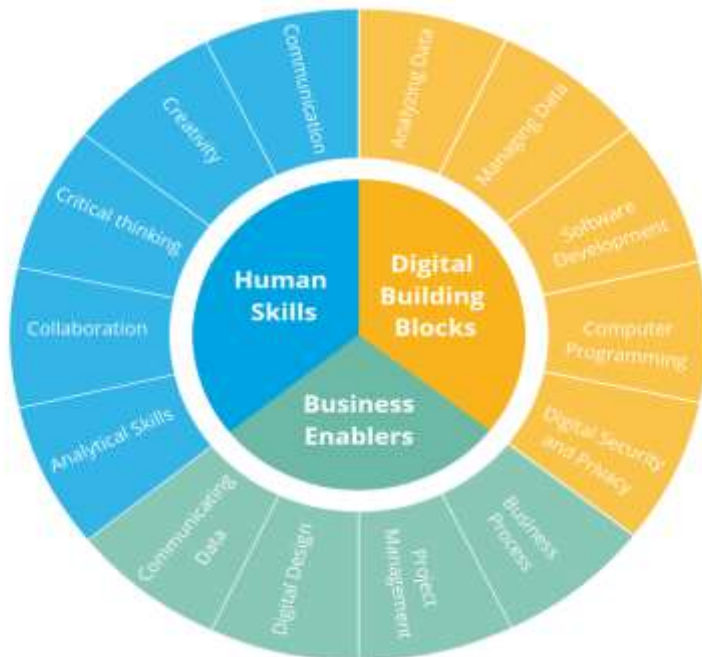 Human
Skills
Digital
Building
Blocks
Business
Enablers
Communication
Creativity
Critical thinking
Collaboration
Analytical Skills
Analyzing Data
Managing Data
Software
Development
Computer
Programming
Digital Security
and Privacy
Business
Process
project
Management
Digital Design
Communicating
Data